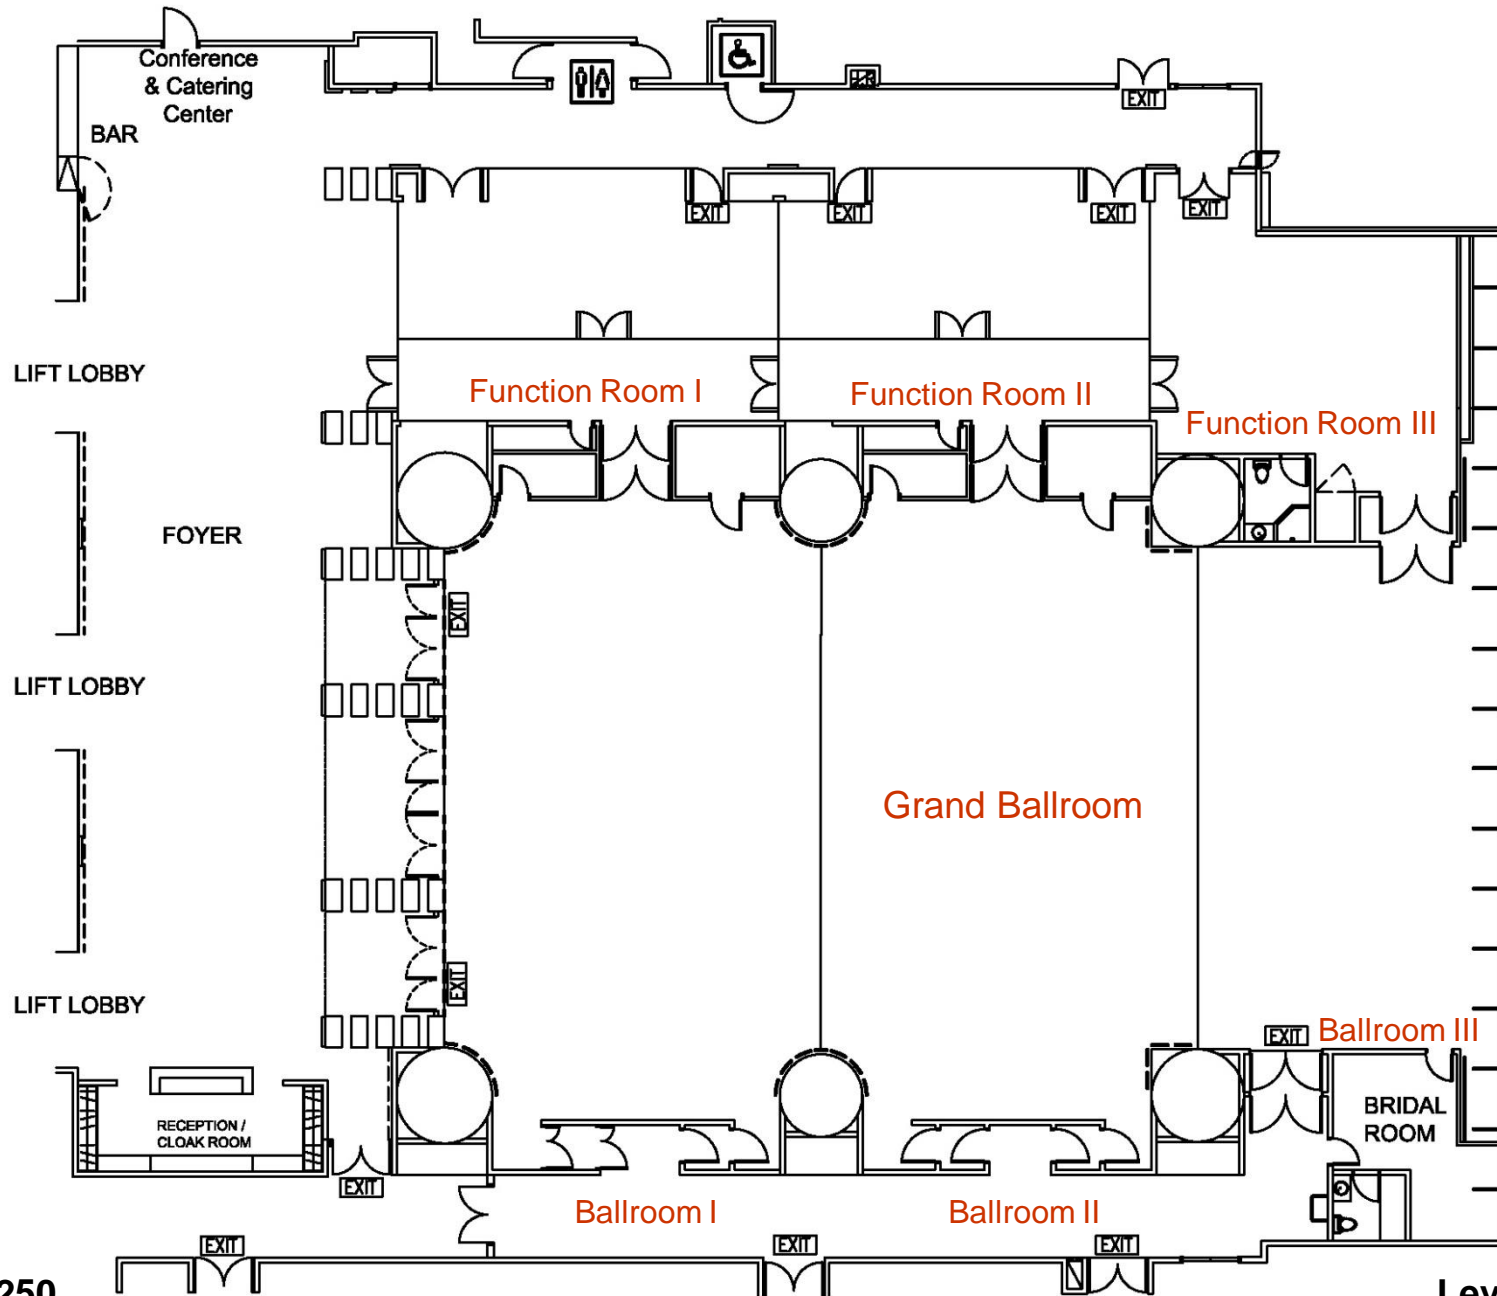 Conference
& Catering
Center
BAR
EXIT
EXIT
EXIT
EXIT
EXIT
LIFT LOBBY
Function Room I
Function Room II
Function Room III
FOYER
EXIT
LIFT LOBBY
Grand Ballroom
EXIT
LIFT LOBBY
Ballroom III
EXIT
RECEPTION /
CLOAK ROOM
BRIDAL
ROOM
EXIT
Ballroom I
Ballroom II
EXIT
EXIT
EXIT
250
Lev